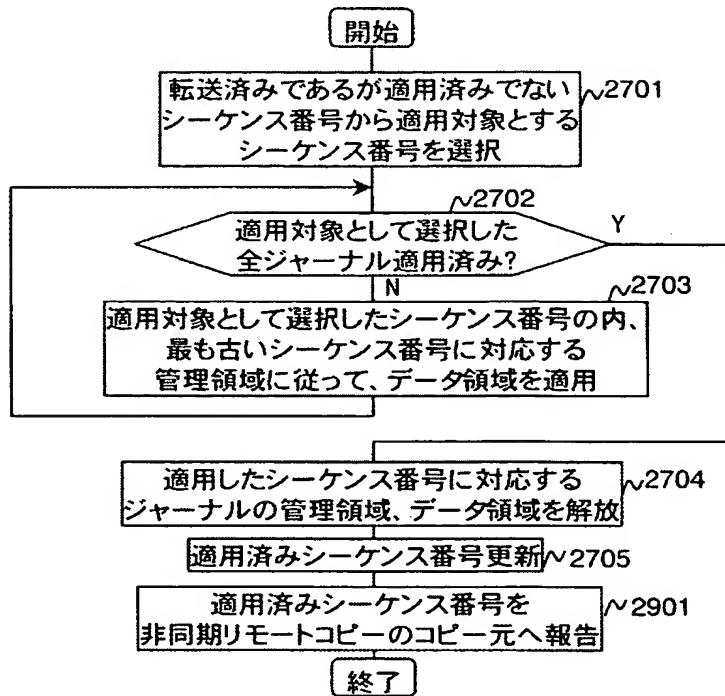 開始
転送済みであるが適用済みでない
シーケンス番号から適用対象とする
シーケンス番号を選択
2701
2702
適用対象として選択した
全ジャーナル適用済み?
Y
N
2703
適用対象として選択したシーケンス番号の内、
最も古いシーケンス番号に対応する
管理領域に従って、データ領域を適用
適用したシーケンス番号に対応する
ジャーナルの管理領域、データ領域を解放
2704
適用済みシーケンス番号更新
2705
適用済みシーケンス番号を
非同期リモートコピーのコピー元へ報告
2901
終了